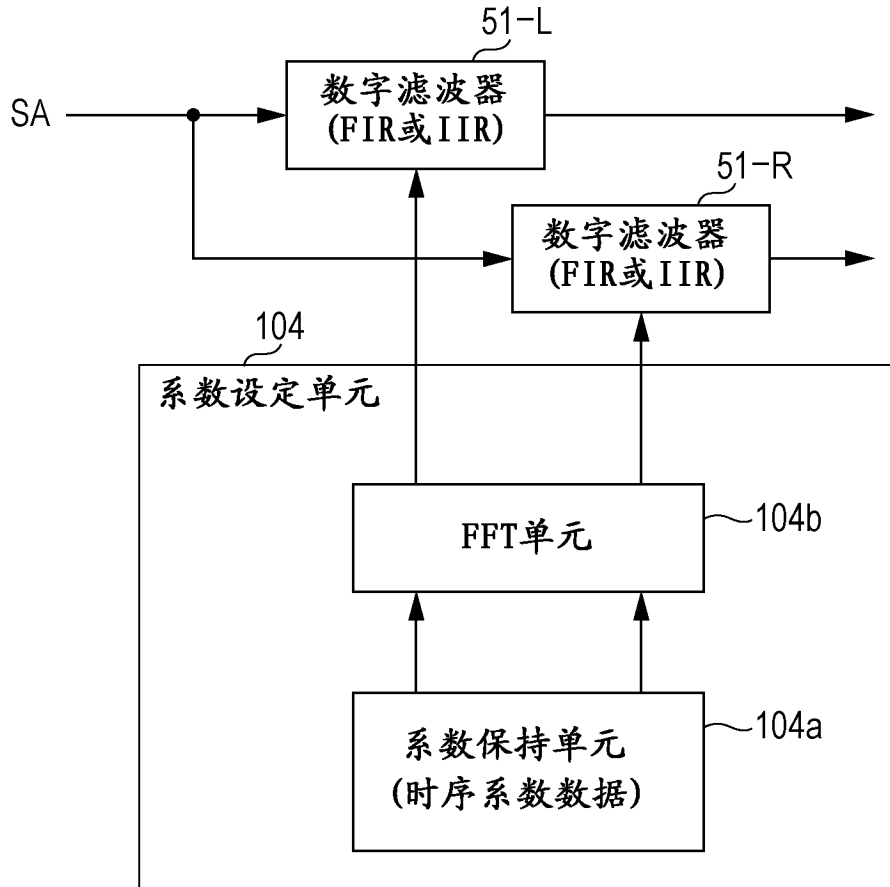 51-L
SA
数字滤波器
(FIR或IIR)
51-R
数字滤波器
(FIR或IIR)
104
系数设定单元
FFT单元
104b
系数保持单元
(时序系数数据)
104a